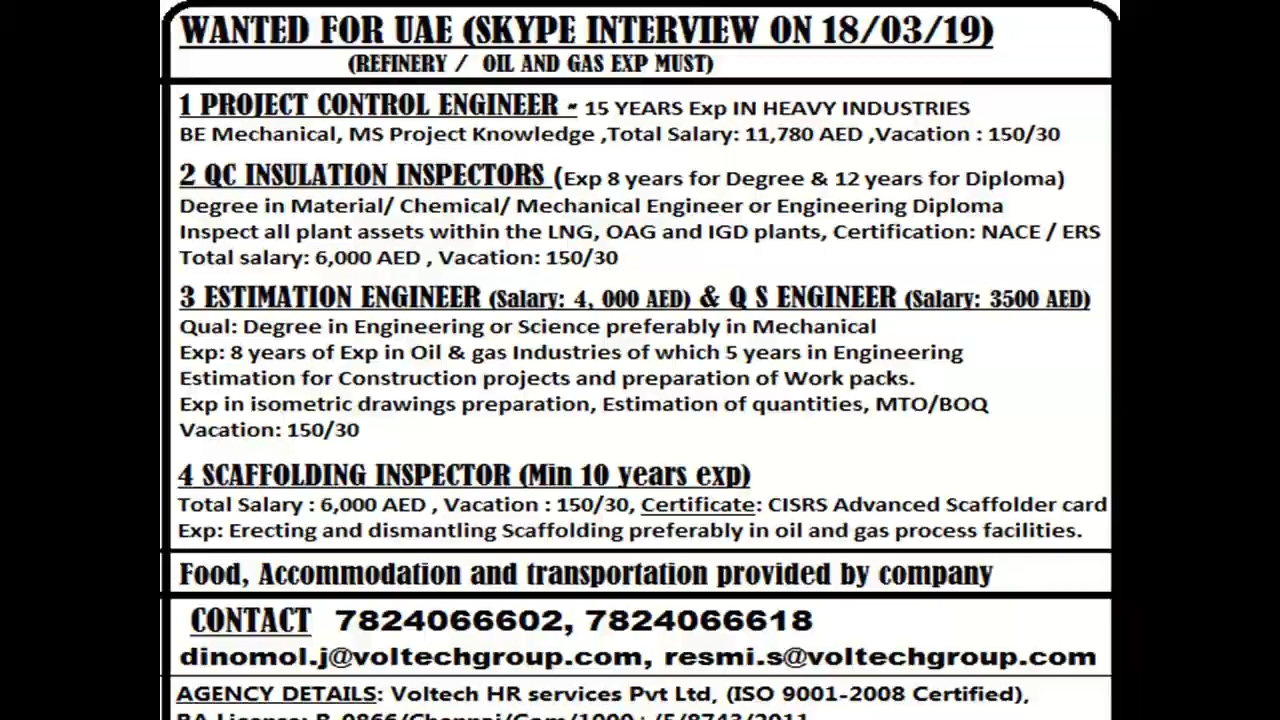 WANTED FOR UAE (SKYPE INTERVIEW ON 18/03/19)
(REFINERY / OIL AND GAS EXP MUST)
1 PROJECT CONTROL ENGINEER - 15 YEARS Exp IN HEAVY INDUSTRIES
BE Mechanical, MS Project Knowledge ,Total Salary: 11,780 AED ,Vacation : 150/30
2 QC INSULATION INSPECTORS (Exp 8 years for Degree & 12 years for Diploma)
Degree in Material/ Chemical/ Mechanical Engineer or Engineering Diploma
Inspect all plant assets within the LNG, OAG and IGD plants, Certification: NACE / ERS
Total salary: 6,000 AED , Vacation: 150/30
3 ESTIMATION ENGINEER (Salary: 4, 000 AED) & Q S ENGINEER (Salary: 3500 AED)
Qual: Degree in Engineering or Science preferably in Mechanical
Exp: 8 years of Exp in Oil & gas Industries of which 5 years in Engineering
Estimation for Construction projects and preparation of Work packs.
Exp in isometric drawings preparation, Estimation of quantities, MTO/BOQ
Vacation: 150/30
4 SCAFFOLDING INSPECTOR (Min 10 years exp)
Total Salary : 6,000 AED , Vacation : 150/30, Certificate: CISRS Advanced Scaffolder card
Exp: Erecting and dismantling Scaffolding preferably in oil and gas process facilities.
Food, Accommodation and transportation provided by company
CONTACT 7824066602, 7824066618
dinomol.j@voltechgroup.com, resmi.s@voltechgroup.com
AGENCY DETAILS: Voltech HR services Pvt Ltd, (ISO 9001-2008 Certified),